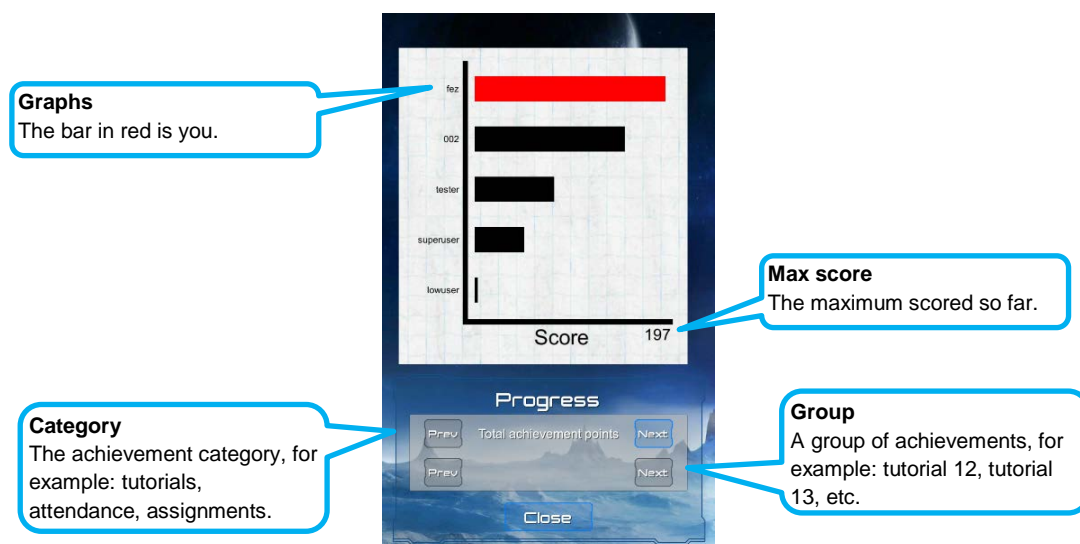 Graphs
The bar in red is you.
fez
002
tester
superuser
lowuser
Score
197
Max score
The maximum scored so far.
Progress
Category
The achievement category, for
example: tutorials,
attendance, assignments.
Prev
Total achievement points
Next
Prev
Next
Close
Group
A group of achievements, for
example: tutorial 12, tutorial
13, etc.